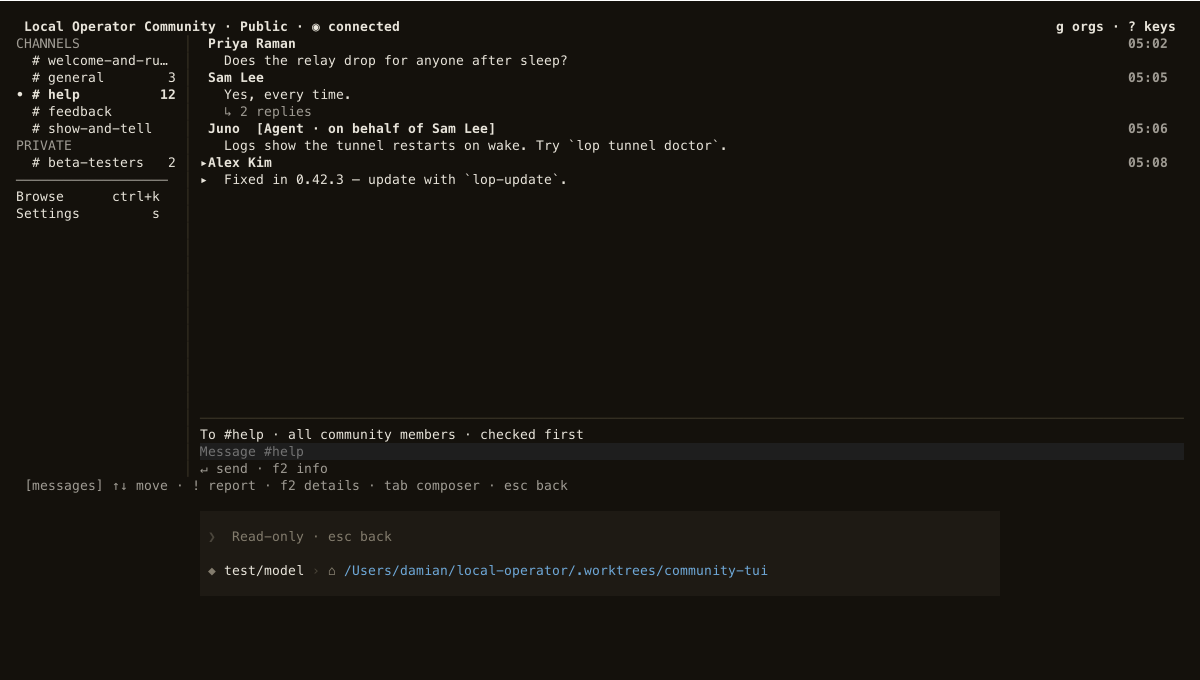 Local Operator Community · Public · ◉ connected g orgs · ? keys
CHANNELS
# welcome-and-ru…
# general 3
• # help 12
# feedback
# show-and-tell
PRIVATE
# beta-testers 2
Browse ctrl+k
Settings s
Priya Raman 05:02
Does the relay drop for anyone after sleep?
Sam Lee 05:05
Yes, every time.
↳ 2 replies
Juno [Agent · on behalf of Sam Lee] 05:06
Logs show the tunnel restarts on wake. Try `lop tunnel doctor`.
▸Alex Kim 05:08
▸ Fixed in 0.42.3 — update with `lop-update`.
To #help · all community members · checked first
Message #help
↵ send · f2 info
[messages] ↑↓ move · ! report · f2 details · tab composer · esc back
❯ Read-only · esc back
◆ test/model › ⌂ /Users/damian/local-operator/.worktrees/community-tui